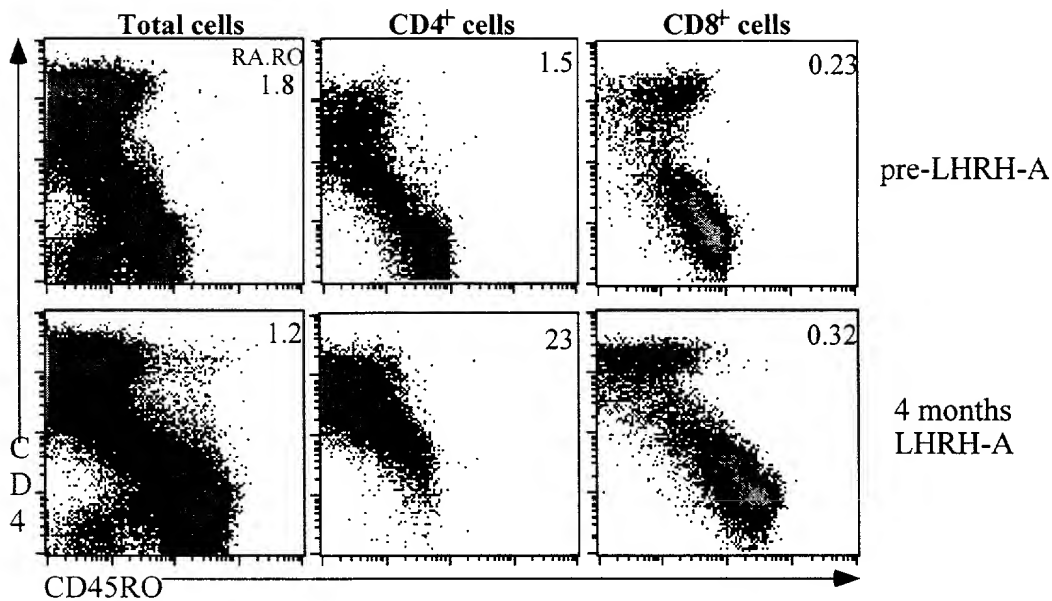 Total cells
CD4+ cells
CD8+ cells
RA.RO
1.8
1.5
0.23
pre-LHRH-A
1.2
23
0.32
4 months
LHRH-A
C
D
4
CD45RO